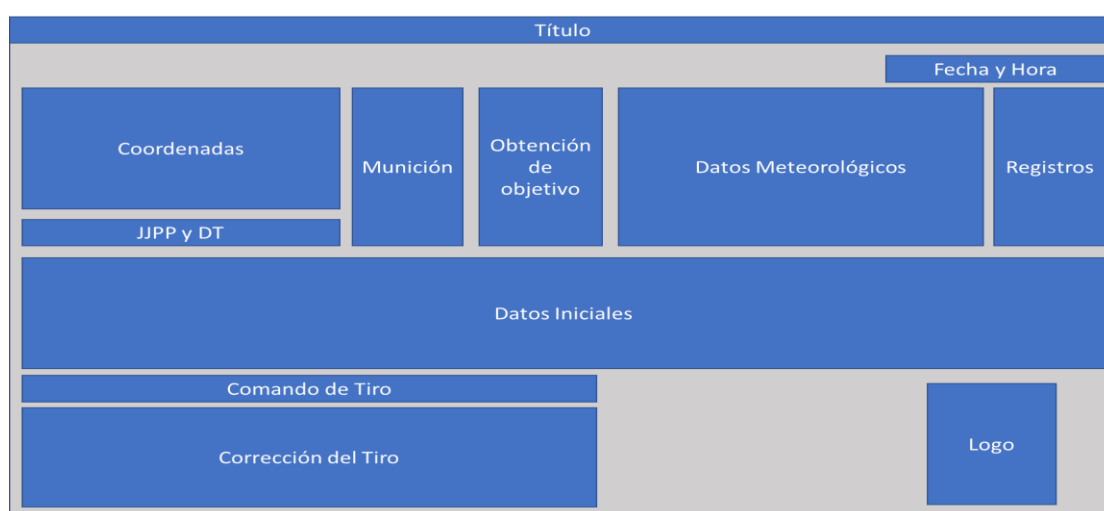 Título
Fecha y Hora
Coordenadas
Munición
Obtención
de
objetivo
Datos Meteorológicos
Registros
JJPP y DT
Datos Iniciales
Comando de Tiro
Corrección del Tiro
Logo